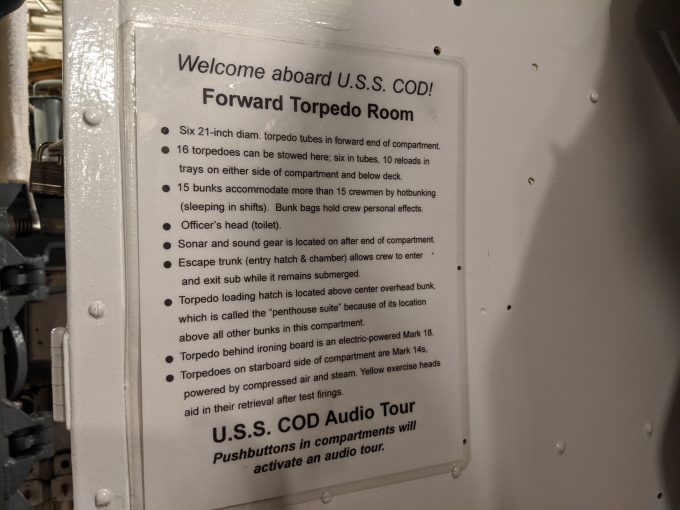 Welcome aboard U.S.S. COD!
Forward Torpedo Room
● Six 21-inch diam. torpedo tubes in forward end of compartment.
● 16 torpedoes can be stowed here; six in tubes, 10 reloads in
trays on either side of compartment and below deck.
● 15 bunks accommodate more than 15 crewmen by hotbunking
(sleeping in shifts). Bunk bags hold crew personal effects.
● Officer's head (toilet).
● Sonar and sound gear is located on after end of compartment.
● Escape trunk (entry hatch & chamber) allows crew to enter
and exit sub while it remains submerged.
● Torpedo loading hatch is located above center overhead bunk,
which is called the "penthouse suite" because of its location
above all other bunks in this compartment.
● Torpedo behind ironing board is an electric-powered Mark 18.
● Torpedoes on starboard side of compartment are Mark 14s,
powered by compressed air and steam. Yellow exercise heads
aid in their retrieval after test firings.
U.S.S. COD Audio Tour
Pushbuttons in compartments will
activate an audio tour.